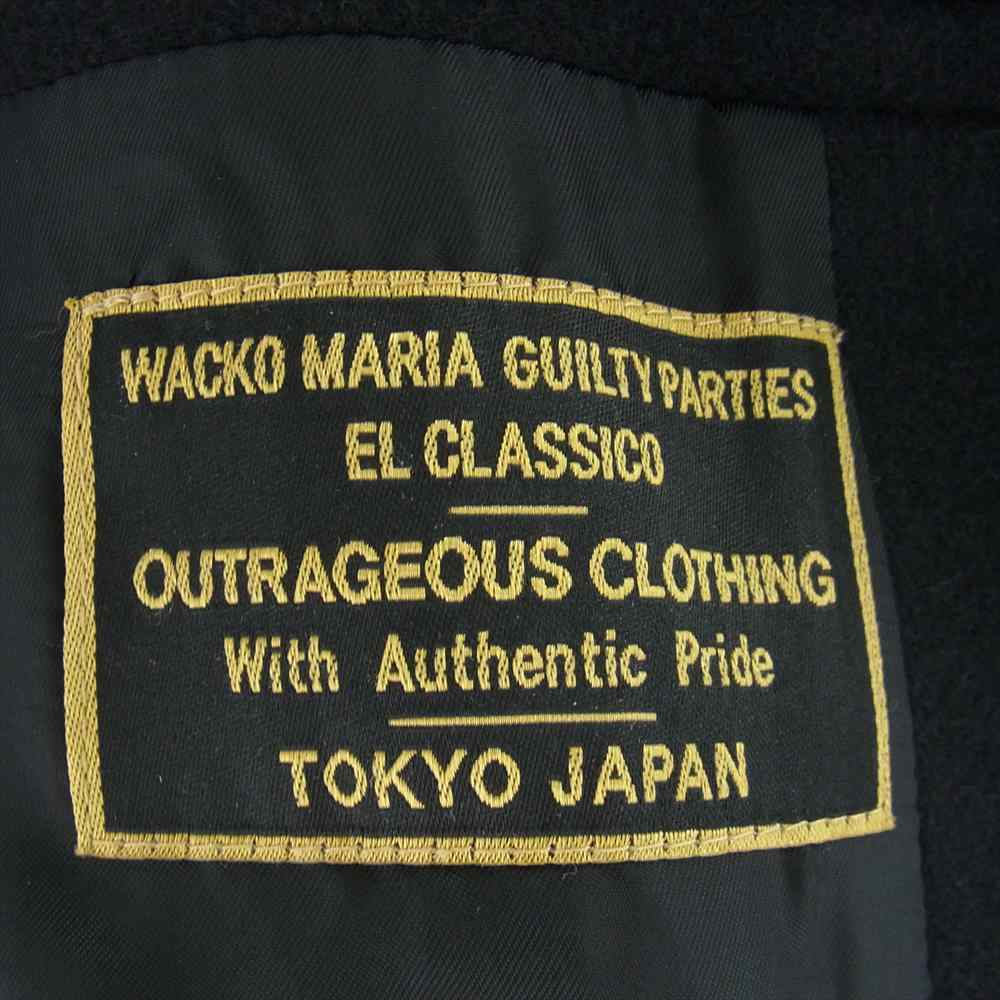 WACKO MARIA GUILTY PARTIES
EL CLASSICO
OUTRAGEOUS CLOTHING
With Authentic Pride
TOKYO JAPAN